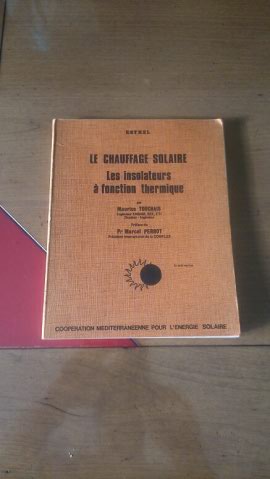 LE CHAUFFAGE SOLAIRE
Les insolateurs
à fonction thermique
par
Maurice TOUCHAIS
Préface du
Pr Marcel PERROT
COOPERATION MEDITERRANEENNE POUR L'ENERGIE SOLAIRE